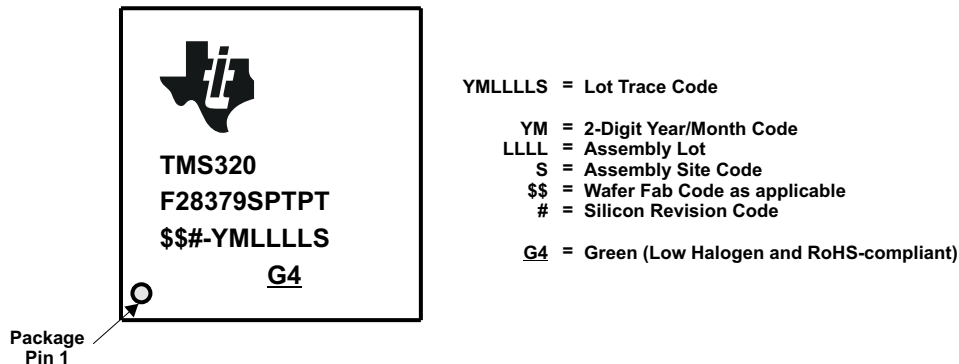 TMS320
F28379SPTPT
$$#-YMLLLLS
G4
Package
Pin 1
YMLLLLS = Lot Trace Code
YM = 2-Digit Year/Month Code
LLLL = Assembly Lot
S = Assembly Site Code
$$ = Wafer Fab Code as applicable
# = Silicon Revision Code
G4 = Green (Low Halogen and RoHS-compliant)